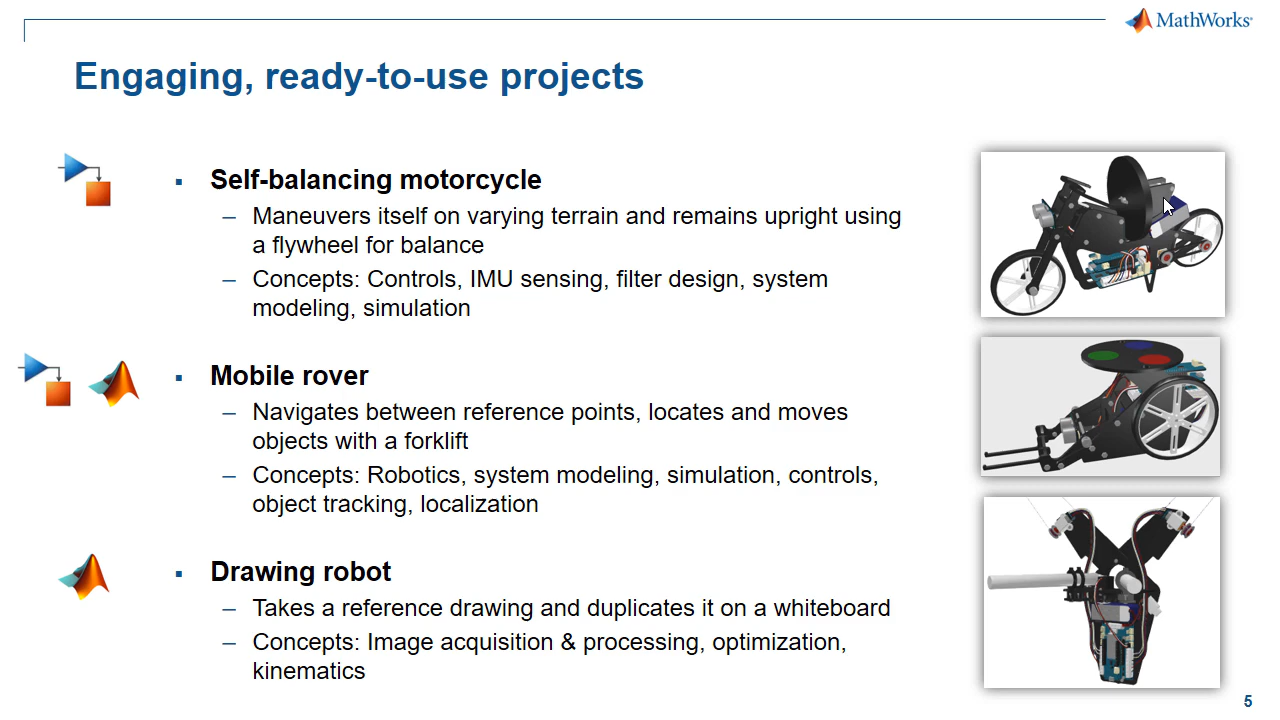 MathWorks
Engaging, ready-to-use projects
▪ Self-balancing motorcycle
– Maneuvers itself on varying terrain and remains upright using
a flywheel for balance
– Concepts: Controls, IMU sensing, filter design, system
modeling, simulation
▪ Mobile rover
– Navigates between reference points, locates and moves
objects with a forklift
– Concepts: Robotics, system modeling, simulation, controls,
object tracking, localization
▪ Drawing robot
– Takes a reference drawing and duplicates it on a whiteboard
– Concepts: Image acquisition & processing, optimization,
kinematics
5